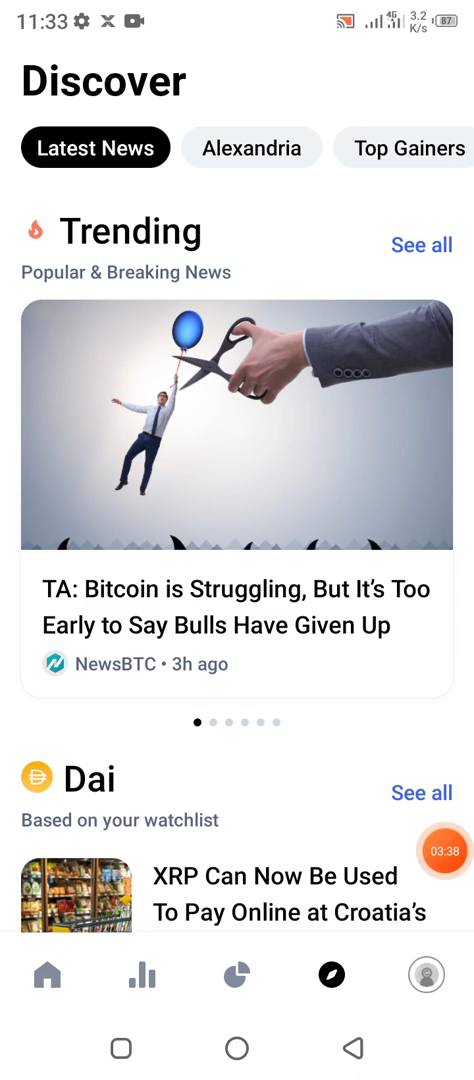 11:33 4G 3.2 K/s 87
Discover
Latest News Alexandria Top Gainers
Trending
See all
Popular & Breaking News
TA: Bitcoin is Struggling, But It's Too
Early to Say Bulls Have Given Up
NewsBTC • 3h ago
Dai
See all
Based on your watchlist
03:38
XRP Can Now Be Used
To Pay Online at Croatia's